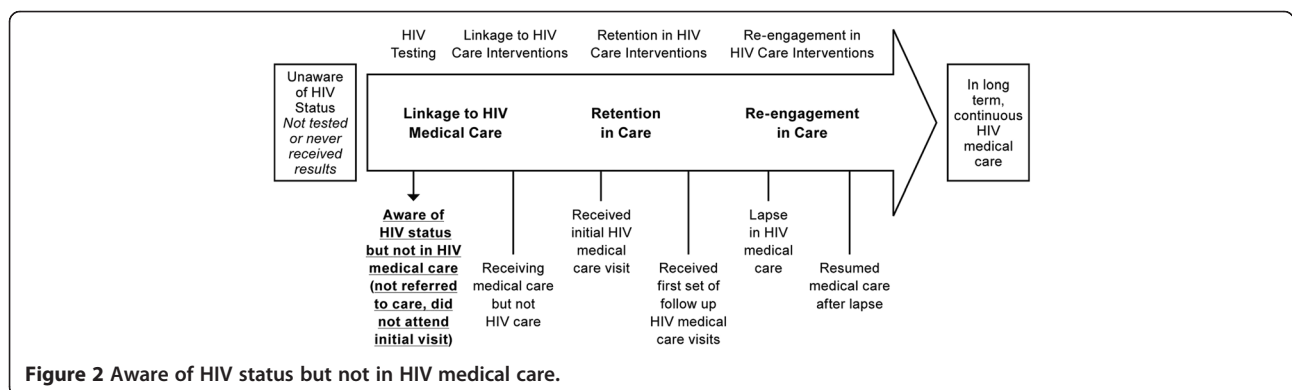 HIV
Testing
Linkage to HIV
Care Interventions
Retention in HIV
Care Interventions
Re-engagement in
HIV Care Interventions
Unaware
of HIV
Status
Not tested
or never
received
results
Linkage to HIV
Medical Care
Retention
in Care
Re-engagement
in Care
In long
term,
continuous
HIV
medical
care
Aware of
HIV status
but not in HIV
medical care
(not referred
to care, did
not attend
initial visit)
Receiving
medical care
but not
HIV care
Received
initial HIV
medical
care visit
Received
first set of
follow up
HIV medical
care visits
Lapse
in HIV
medical
care
Resumed
medical care
after lapse
Figure 2 Aware of HIV status but not in HIV medical care.